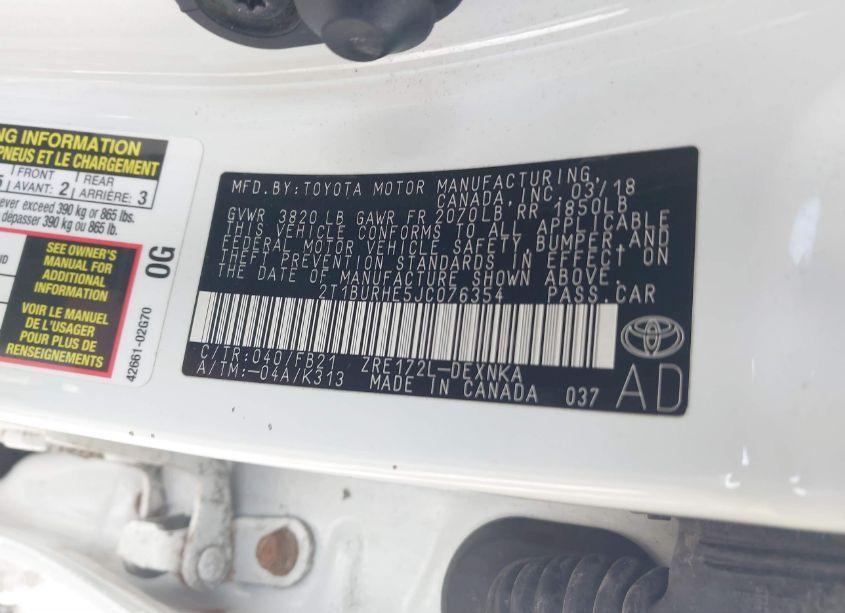 NG INFORMATION
PNEUS ET LE CHARGEMENT
5 FRONT AVANT: 2 REAR ARRIÈRE: 3
ever exceed 390 kg or 865 lbs.
dépasser 390 kg ou 865 lb.
SEE OWNER'S
MANUAL FOR
ADDITIONAL
INFORMATION
VOIR LE MANUEL
DE L'USAGER
POUR PLUS DE
RENSEIGNEMENTS
0G
42661-02G70
MFD.BY:TOYOTA MOTOR MANUFACTURING,
CANADA, INC. 03/18
GVWR 3820 LB GAWR FR 2070LB RR 1850LB
THIS VEHICLE CONFORMS TO ALL APPLICABLE
FEDERAL MOTOR VEHICLE SAFETY, BUMPER, AND
THEFT PREVENTION STANDARDS IN EFFECT ON
THE DATE OF MANUFACTURE SHOWN ABOVE.
2T1BURHE5JC076354 PASS.CAR
C/TR:040/FB21 ZRE172L-DEXNKA
A/TM:-04A/K313 MADE IN CANADA 037
AD